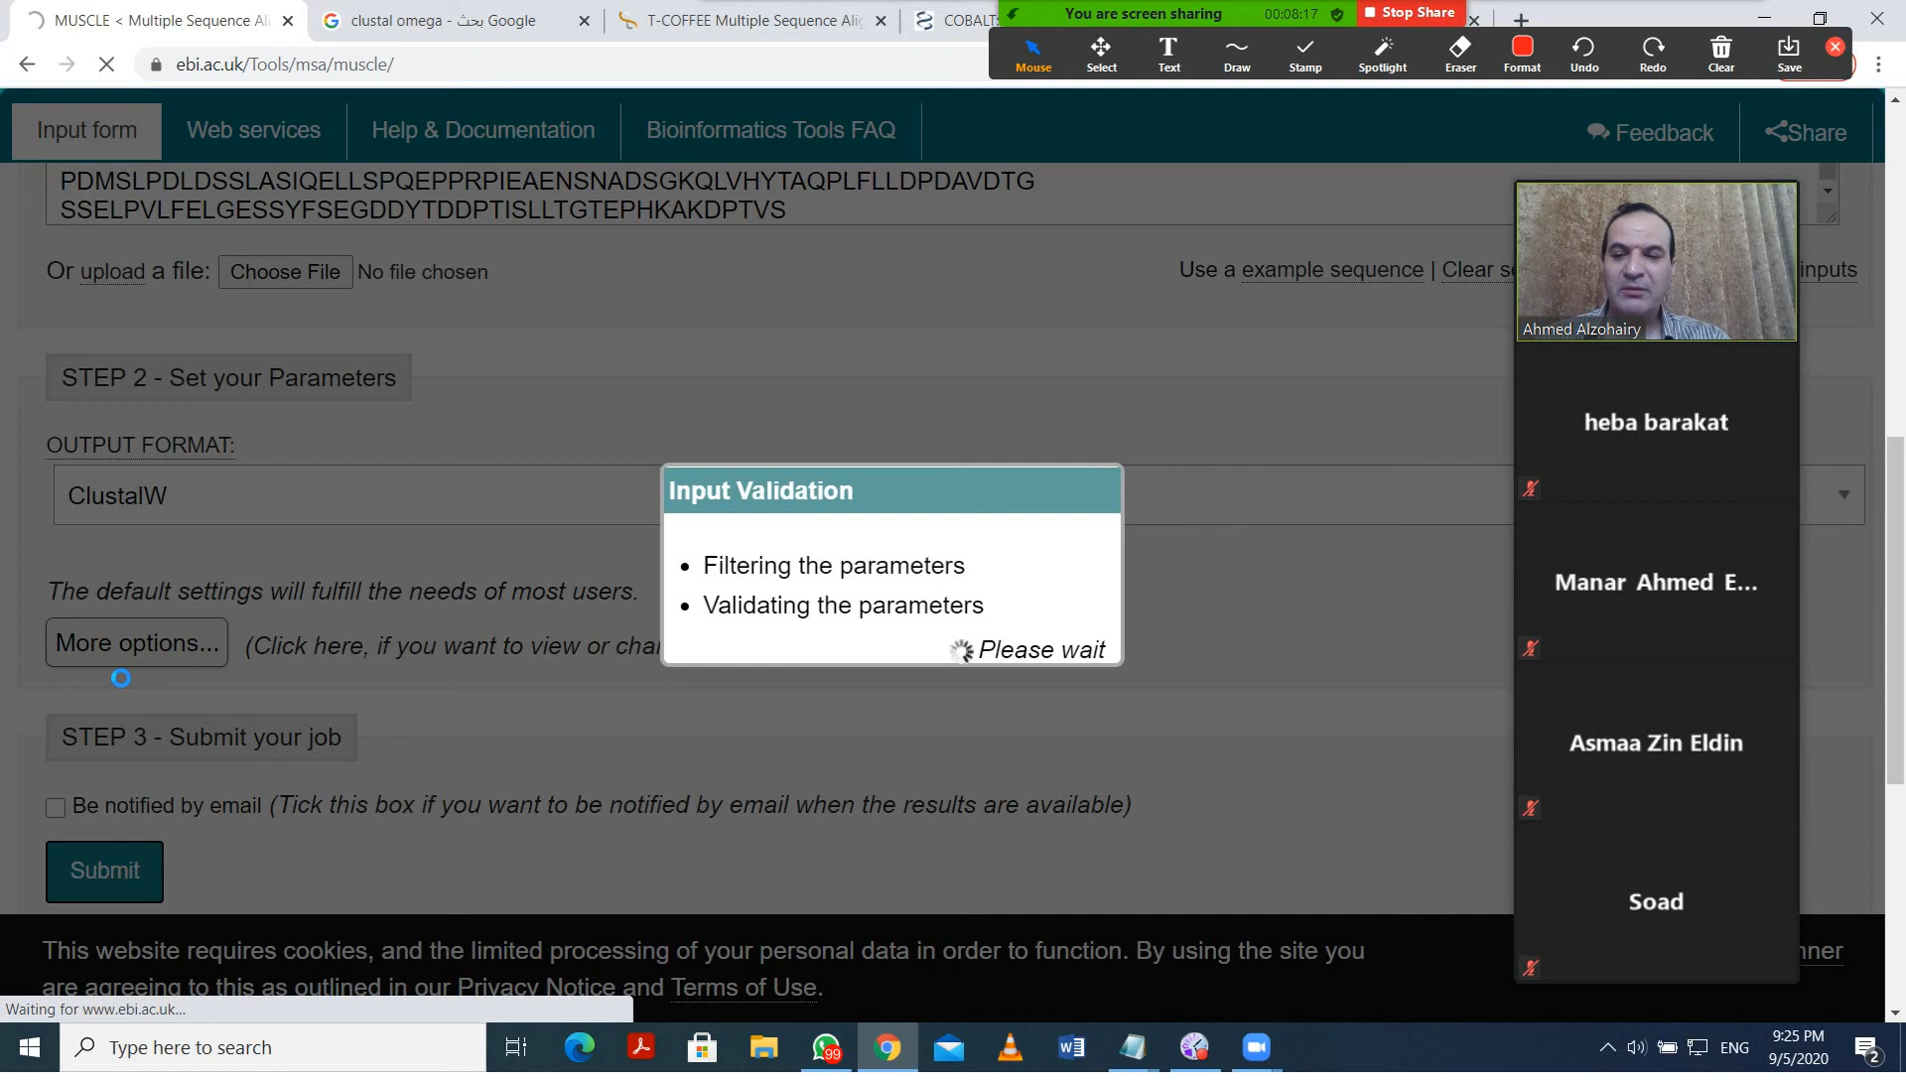 MUSCLE < Multiple Sequence Ali
clustal omega - بحث Google
T-COFFEE Multiple Sequence Alig
COBALT:
You are screen sharing
00:08:17
Stop Share
Mouse
Select
Text
Draw
Stamp
Spotlight
Eraser
Format
Undo
Redo
Clear
Save
ebi.ac.uk/Tools/msa/muscle/
Input form
Web services
Help & Documentation
Bioinformatics Tools FAQ
Feedback
Share
PDMSLPDLDSSLASIQELLSPQEPPRPIEAENSNADSGKQLVHYTAQPLFLLDPDAVDTG
SSELPVLFELGESSYFSEGDDYTDDPTISLLTGTEPHKAKDPTVS
Or upload a file: Choose File No file chosen
Use a example sequence | Clear se
inputs
Ahmed Alzohairy
STEP 2 - Set your Parameters
heba barakat
OUTPUT FORMAT:
ClustalW
Input Validation
Filtering the parameters
Validating the parameters
Please wait
The default settings will fulfill the needs of most users.
More options... (Click here, if you want to view or chan
Manar Ahmed E...
STEP 3 - Submit your job
Asmaa Zin Eldin
Be notified by email (Tick this box if you want to be notified by email when the results are available)
Submit
Soad
This website requires cookies, and the limited processing of your personal data in order to function. By using the site you
nner
are agreeing to this as outlined in our Privacy Notice and Terms of Use.
Waiting for www.ebi.ac.uk...
Type here to search
99
W
ENG
9:25 PM
9/5/2020
2